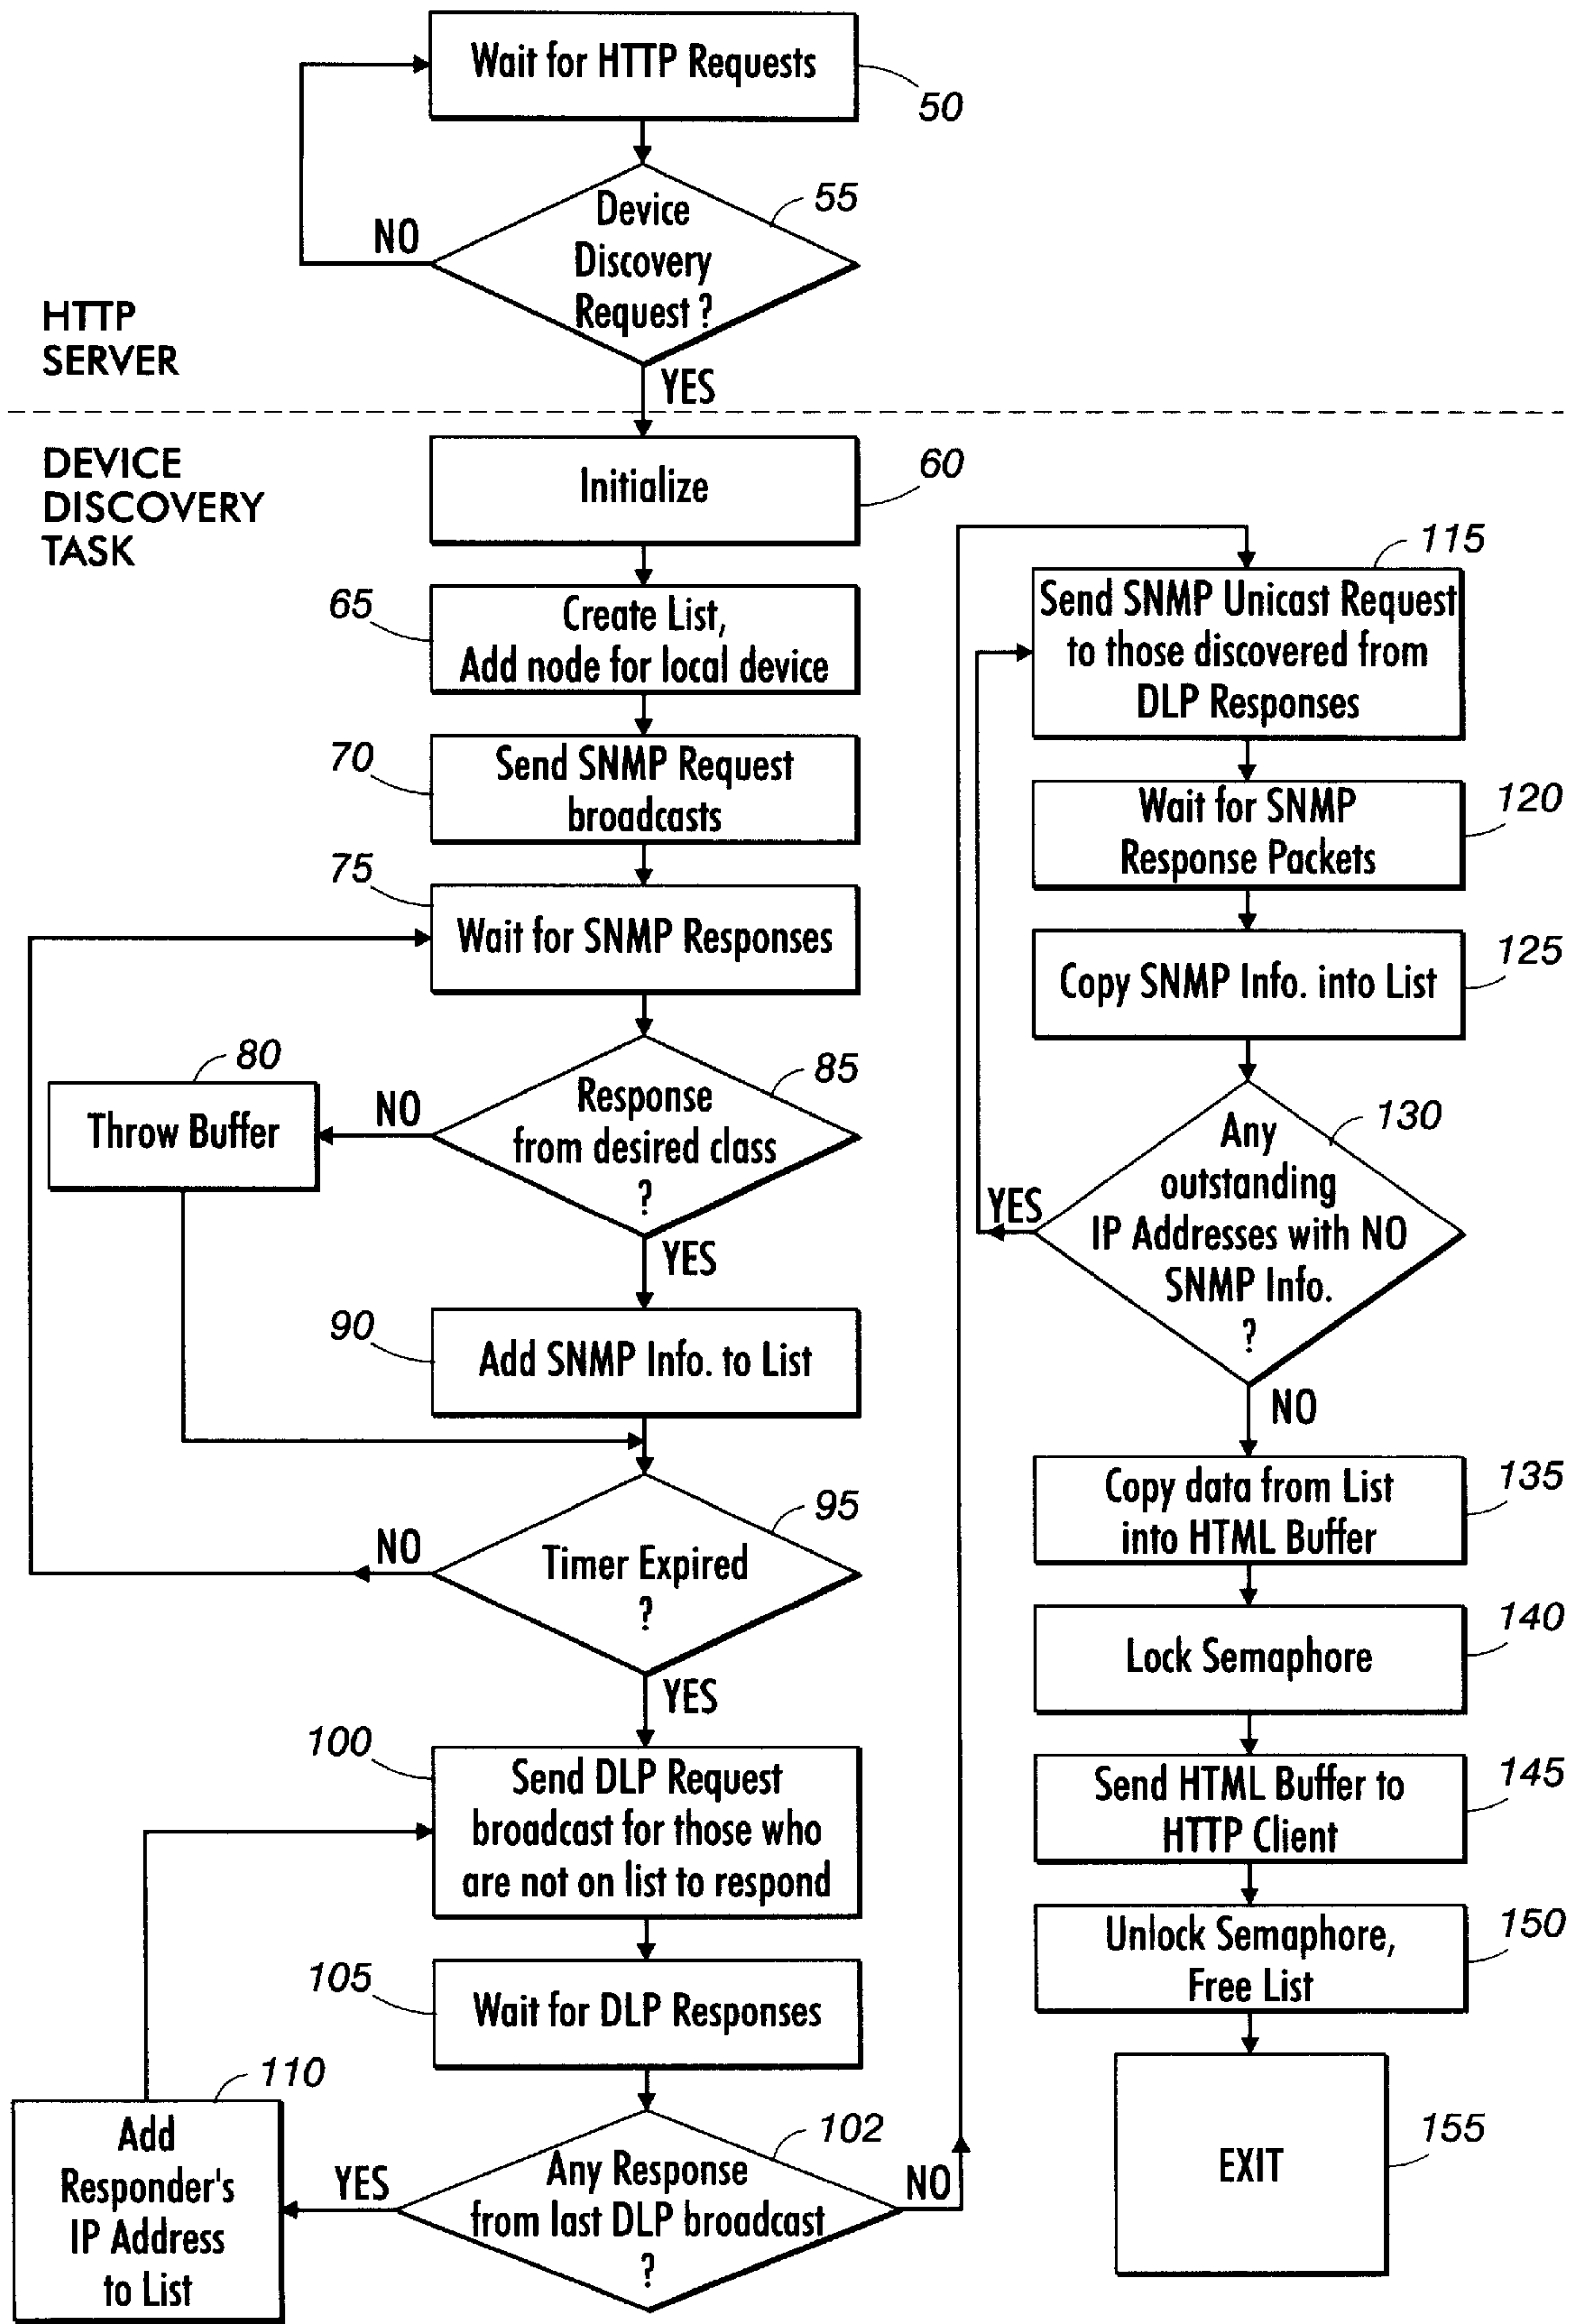 Wait for HTTP Requests
50
Device
Discovery
Request ?
55
NO
HTTP
SERVER
YES
DEVICE
DISCOVERY
TASK
Initialize
60
65
Create List,
Add node for local device
70
Send SNMP Request
broadcasts
75
Wait for SNMP Responses
80
Throw Buffer
NO
Response
from desired class
?
85
YES
90
Add SNMP Info. to List
NO
Timer Expired
?
95
YES
100
Send DLP Request
broadcast for those who
are not on list to respond
105
Wait for DLP Responses
110
Add
Responder's
IP Address
to List
YES
Any Response
from last DLP broadcast
?
102
NO
115
Send SNMP Unicast Request
to those discovered from
DLP Responses
Wait for SNMP
Response Packets
120
Copy SNMP Info. into List
125
Any
outstanding
IP Addresses with NO
SNMP Info.
?
130
YES
NO
Copy data from List
into HTML Buffer
135
Lock Semaphore
140
Send HTML Buffer to
HTTP Client
145
Unlock Semaphore,
Free List
150
EXIT
155